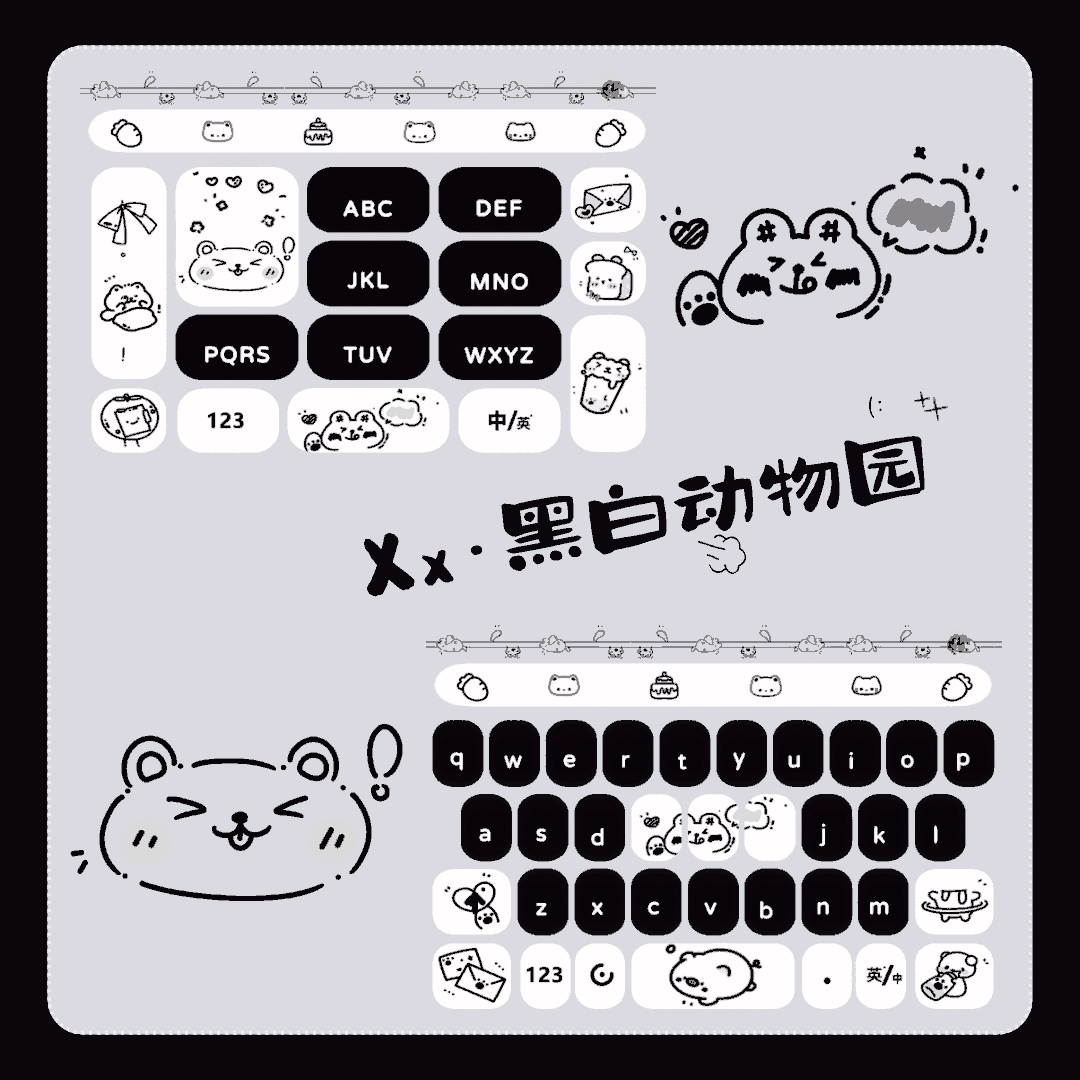 ABC DEF
JKL MNO
PQRS TUV WXYZ
!
123 中/英
(:
Xx·黑白动物园
q w e r t y u i o p
a s d j k l
z x c v b n m
123 . 英/中